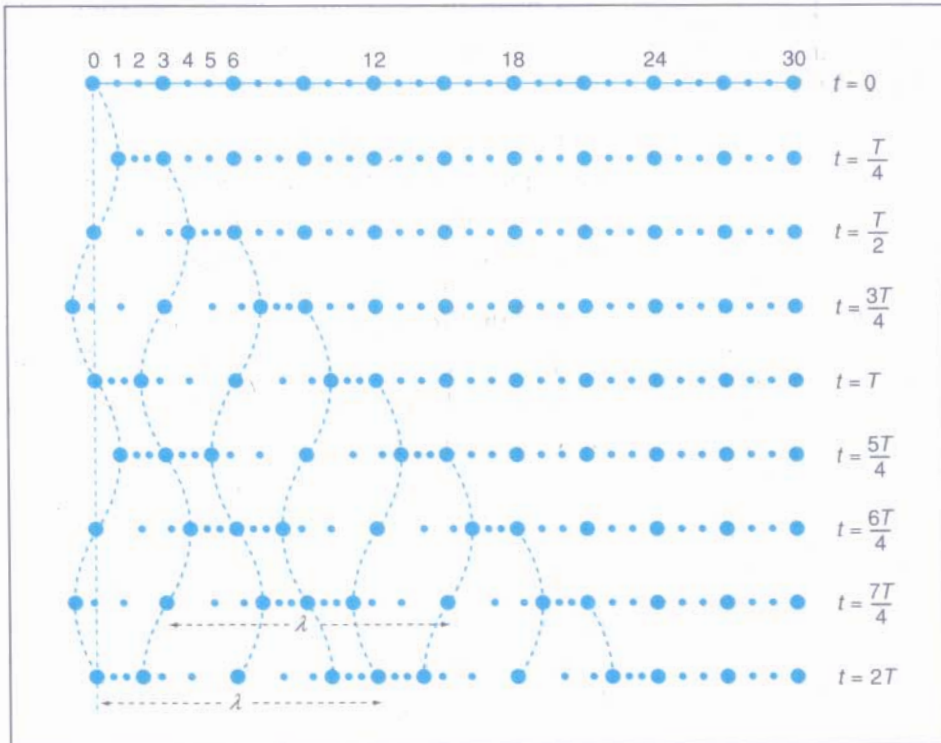 0 1 2 3 4 5 6 12 18 24 30
t = 0
t = T/4
t = T/2
t = 3T/4
t = T
t = 5T/4
t = 6T/4
t = 7T/4
λ
t = 2T
λ